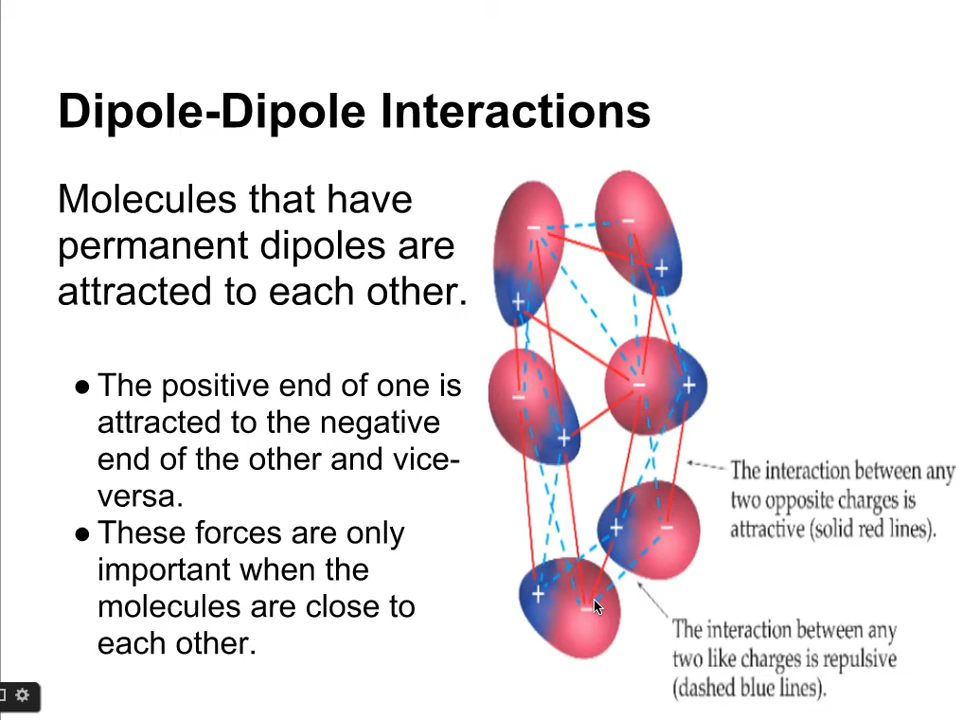 Dipole-Dipole Interactions
Molecules that have
permanent dipoles are
attracted to each other.
● The positive end of one is
attracted to the negative
end of the other and vice-
versa.
● These forces are only
important when the
molecules are close to
each other.
− −
+
+
− − +
+
+ −
+ −
The interaction between any
two opposite charges is
attractive (solid red lines).
The interaction between any
two like charges is repulsive
(dashed blue lines).